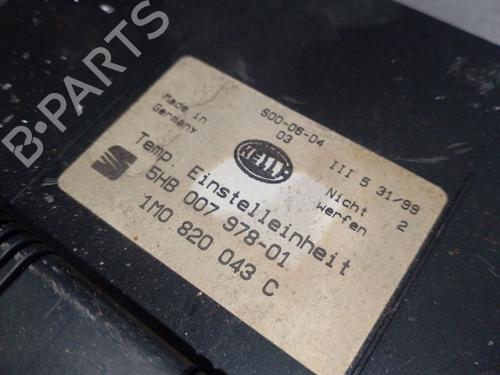 B-PARTS
Made in
Germany
S00-06-04
03
HELLA
III 5 31/99
Nicht
Werfen 2
Temp. Einstelleinheit
5HB 007 978-01
1M0 820 043 C